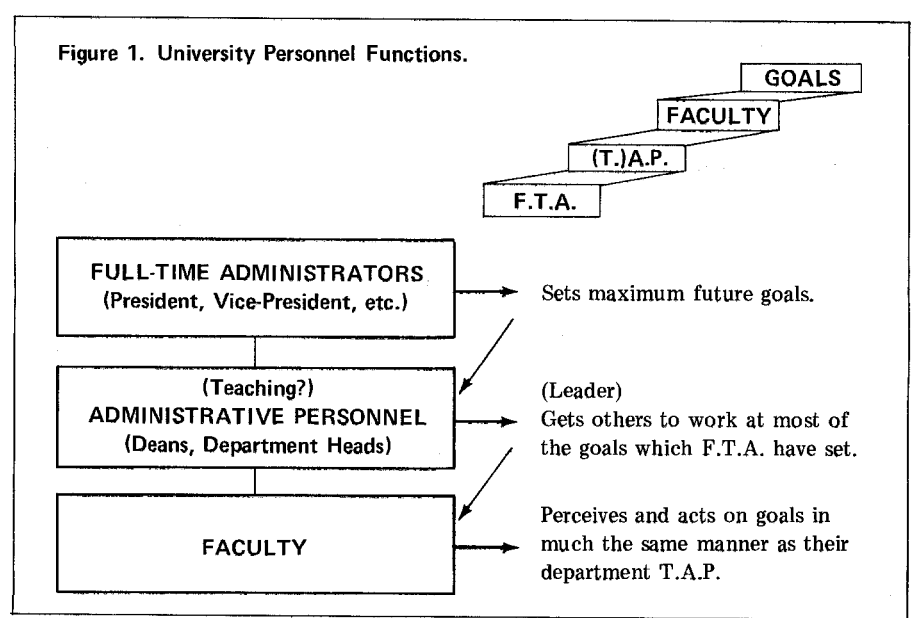 Figure 1. University Personnel Functions.
GOALS
FACULTY
(T.)A.P.
F.T.A.
FULL-TIME ADMINISTRATORS
(President, Vice-President, etc.)
Sets maximum future goals.
(Teaching?)
ADMINISTRATIVE PERSONNEL
(Deans, Department Heads)
(Leader)
Gets others to work at most of
the goals which F.T.A. have set.
FACULTY
Perceives and acts on goals in
much the same manner as their
department T.A.P.